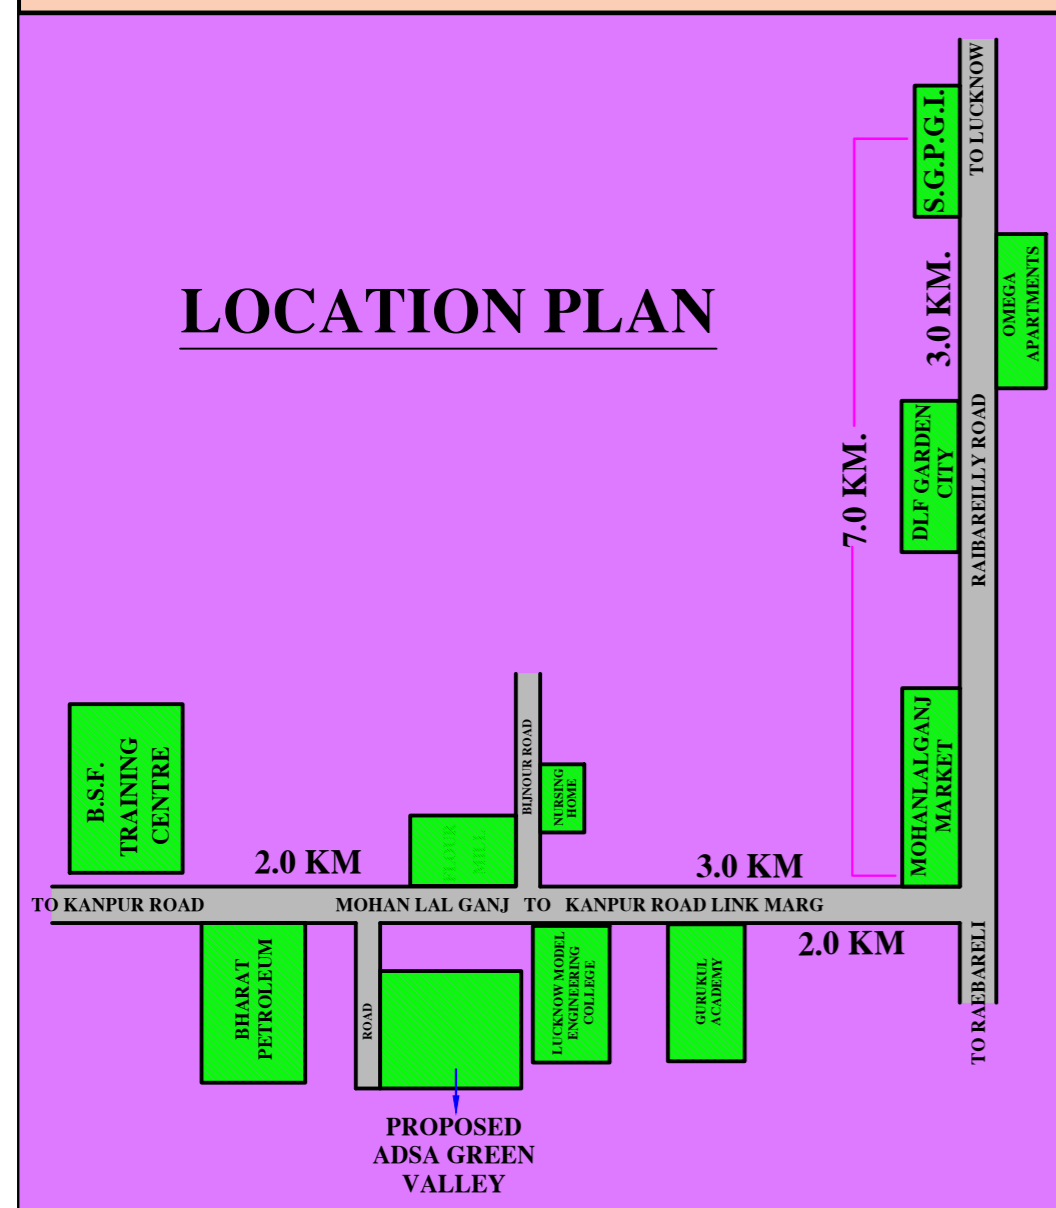 TO LUCKNOW
S.G.P.G.I.
3.0 KM.
OMEGA
APARTMENTS
LOCATION PLAN
DLF GARDEN
CITY
RAIBAREILLY ROAD
7.0 KM.
MOHANLALGANJ
MARKET
B.S.F.
TRAINING
CENTRE
BIJNOUR ROAD
NURSING
HOME
FLOUR
MILL
2.0 KM
3.0 KM
TO KANPUR ROAD
MOHAN LAL GANJ TO KANPUR ROAD LINK MARG
2.0 KM
BHARAT
PETROLEUM
ROAD
LUCKNOW MODEL
ENGINEERING
COLLEGE
GURUKUL
ACADEMY
TO RAEBARELI
PROPOSED
ADSA GREEN
VALLEY